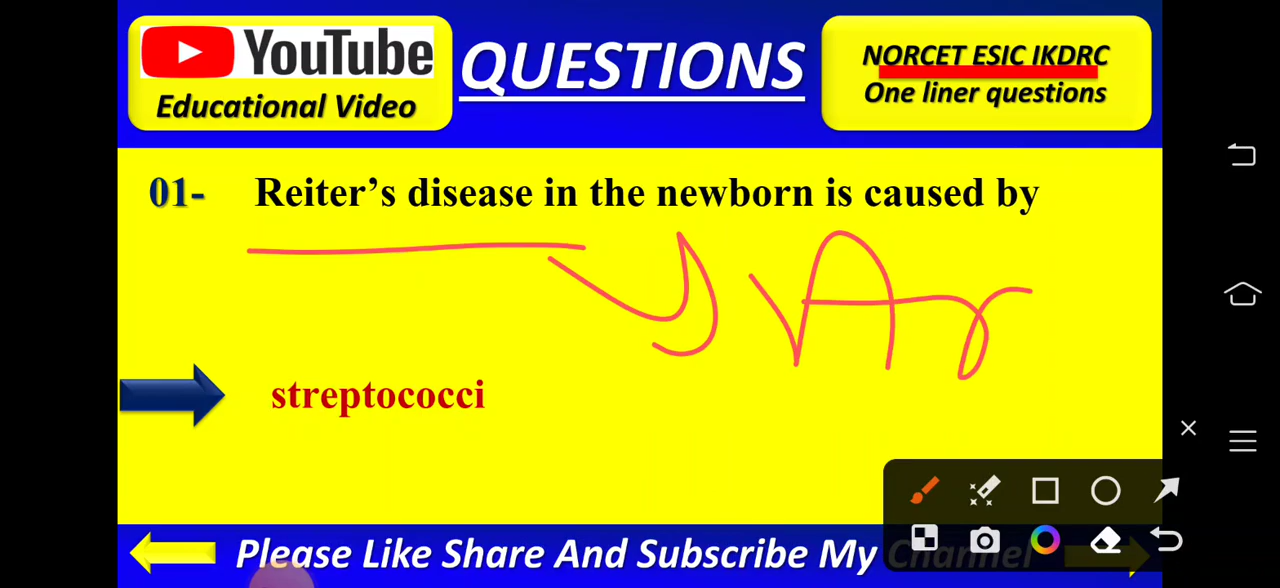 YouTube
Educational Video
QUESTIONS
NORCET ESIC IKDRC
One liner questions
01- Reiter's disease in the newborn is caused by
streptococci
Please Like Share And Subscribe My Channel